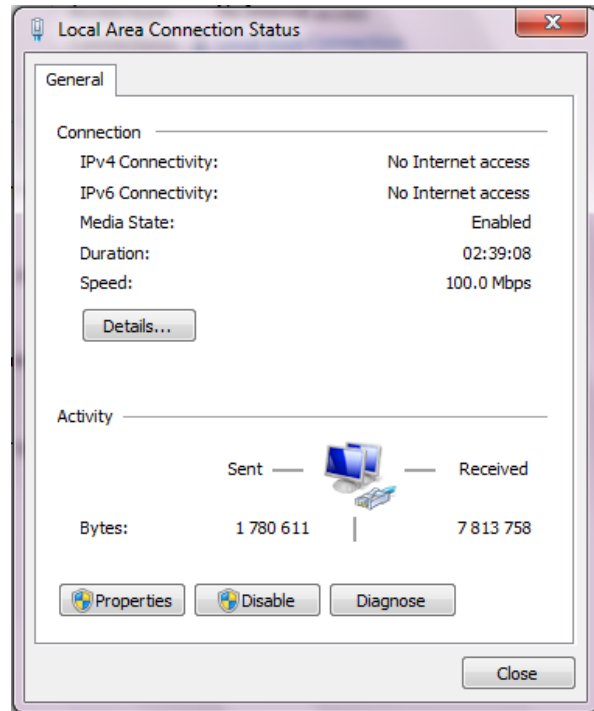 Local Area Connection Status
General
Connection
IPv4 Connectivity: No Internet access
IPv6 Connectivity: No Internet access
Media State: Enabled
Duration: 02:39:08
Speed: 100.0 Mbps
Details...
Activity
Sent Received
Bytes: 1 780 611 7 813 758
Properties Disable Diagnose
Close